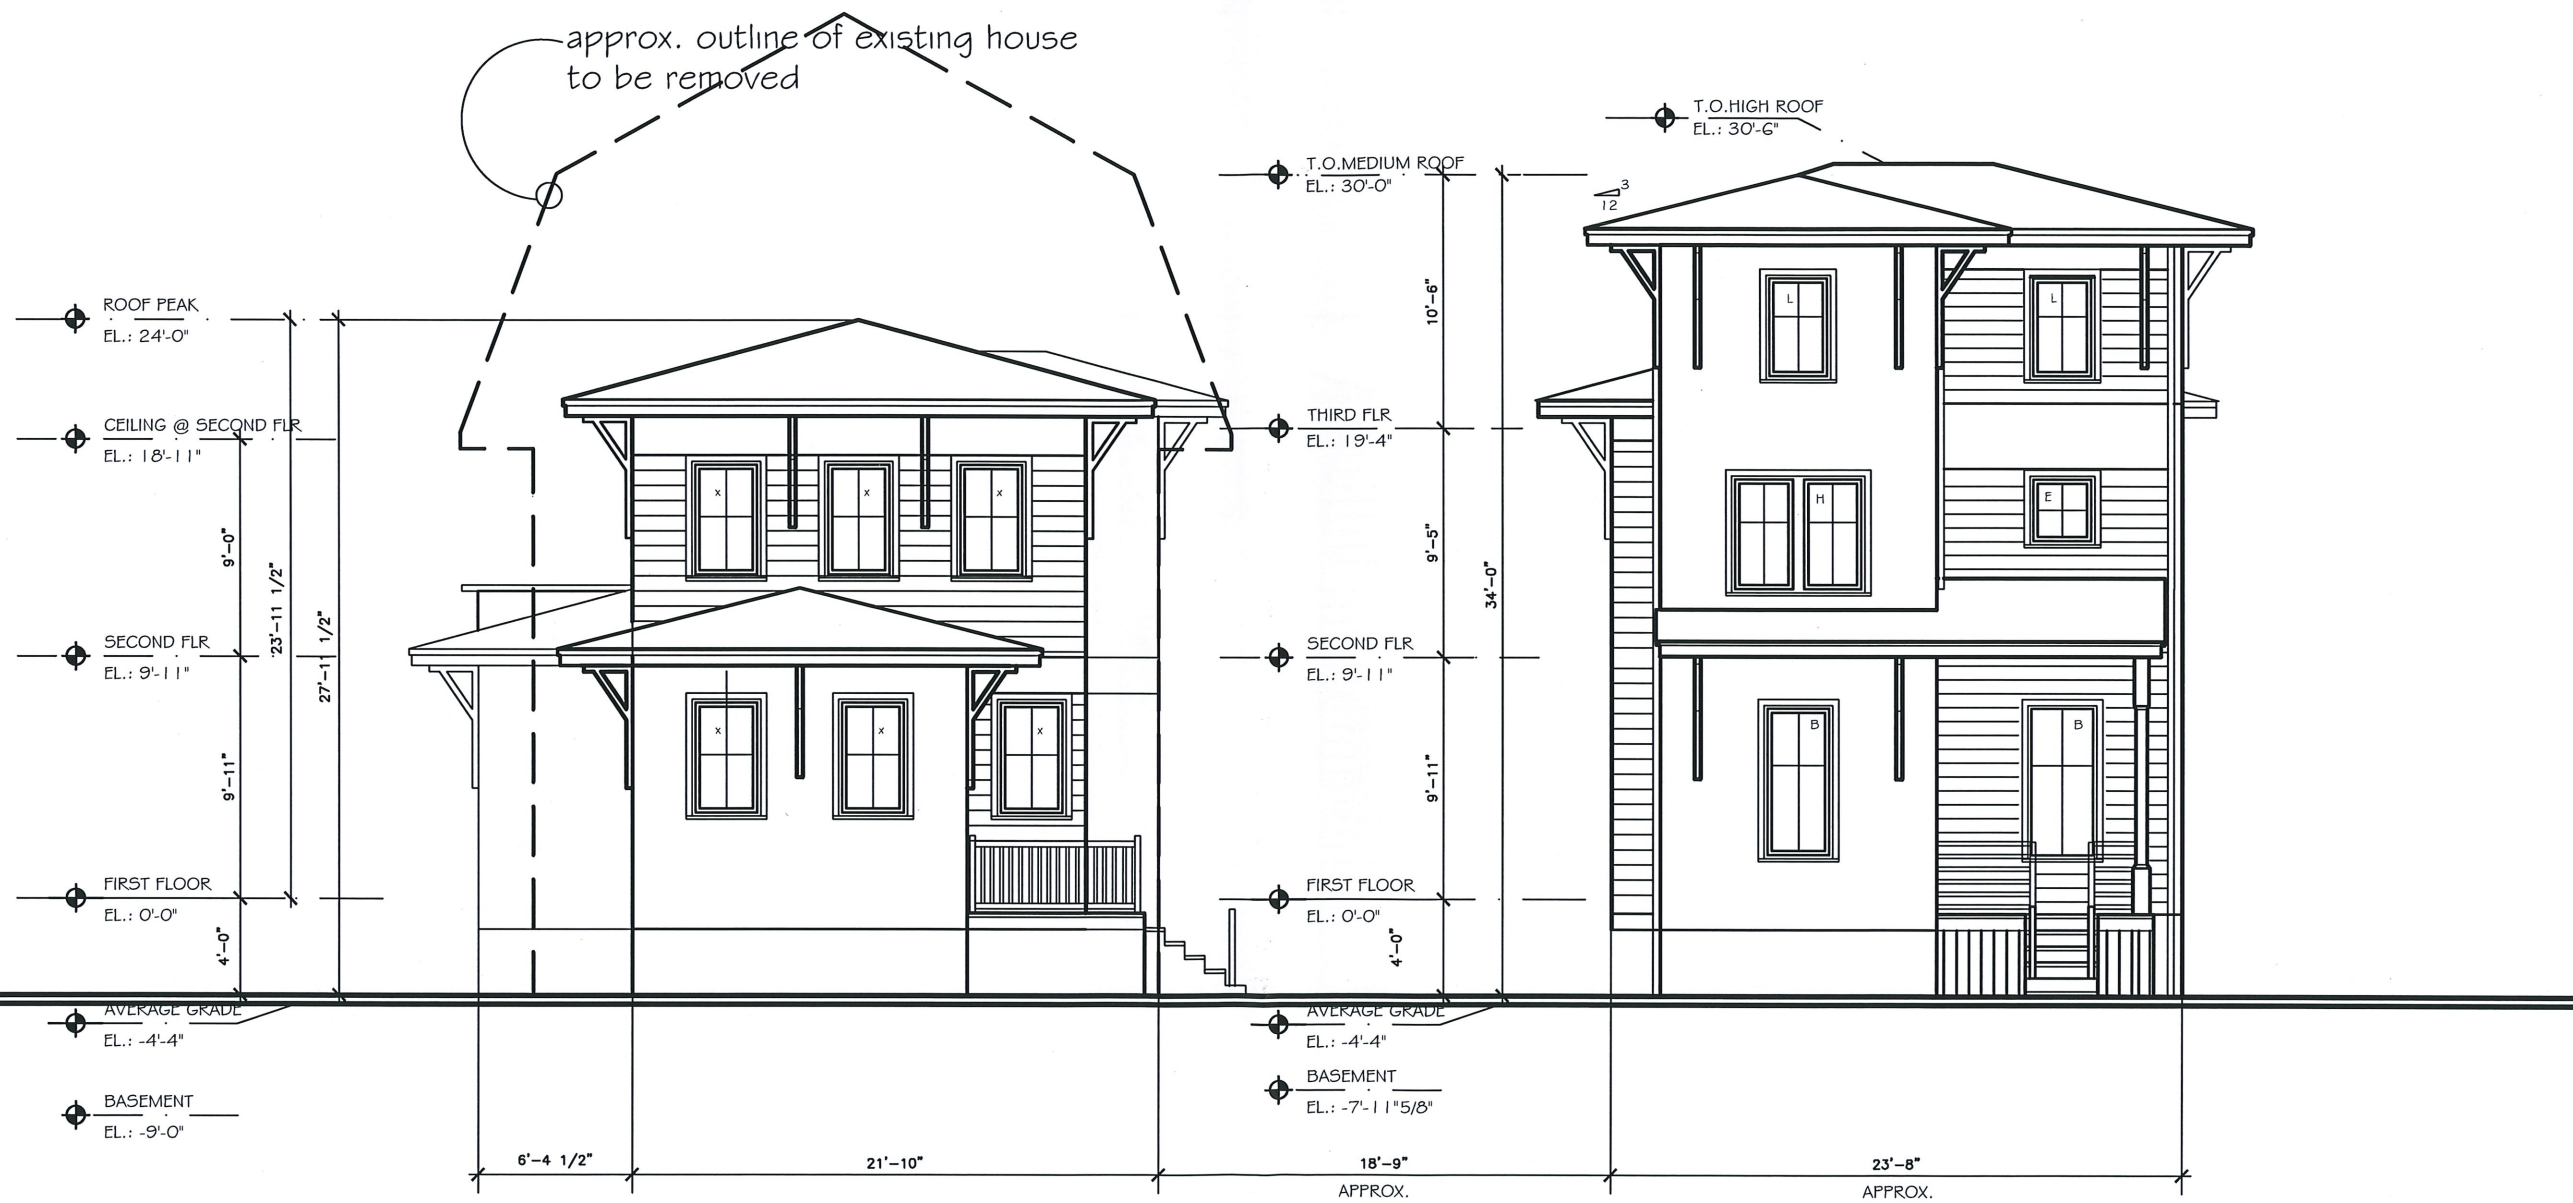 approx. outline of existing house
to be removed
ROOF PEAK
EL.: 24'-0"
CEILING @ SECOND FLR
EL.: 18'-11"
SECOND FLR
EL.: 9'-11"
FIRST FLOOR
EL.: 0'-0"
AVERAGE GRADE
EL.: -4'-4"
BASEMENT
EL.: -9'-0"
9'-0"
9'-11"
4'-0"
23'-11 1/2"
27'-11 1/2"
x
x
x
x
x
x
T.O.MEDIUM ROOF
EL.: 30'-0"
THIRD FLR
EL.: 19'-4"
SECOND FLR
EL.: 9'-11"
FIRST FLOOR
EL.: 0'-0"
AVERAGE GRADE
EL.: -4'-4"
BASEMENT
EL.: -7'-11"5/8"
10'-6"
9'-5"
9'-11"
4'-0"
34'-0"
T.O.HIGH ROOF
EL.: 30'-6"
3
12
L
L
H
E
B
B
6'-4 1/2"
21'-10"
18'-9"
APPROX.
23'-8"
APPROX.